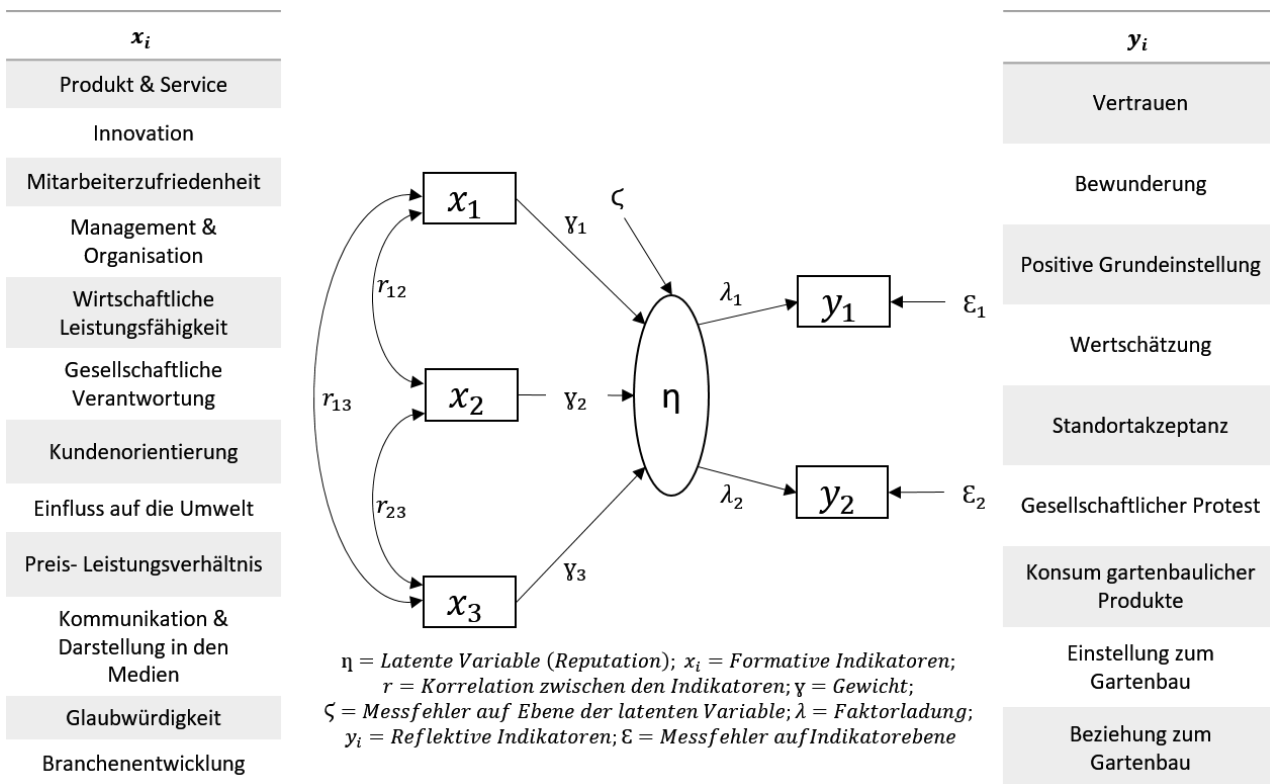 x_i
Produkt & Service
Innovation
Mitarbeiterzufriedenheit
Management &
Organisation
Wirtschaftliche
Leistungsfähigkeit
Gesellschaftliche
Verantwortung
Kundenorientierung
Einfluss auf die Umwelt
Preis- Leistungsverhältnis
Kommunikation &
Darstellung in den
Medien
Glaubwürdigkeit
Branchenentwicklung
x_1
x_2
x_3
r_12
r_13
r_23
ɣ_1
ɣ_2
ɣ_3
ς
η
λ_1
λ_2
y_1
y_2
Ɛ_1
Ɛ_2
η = Latente Variable (Reputation); x_i = Formative Indikatoren;
r = Korrelation zwischen den Indikatoren; ɣ = Gewicht;
ς = Messfehler auf Ebene der latenten Variable; λ = Faktorladung;
y_i = Reflektive Indikatoren; Ɛ = Messfehler auf Indikatorebene
y_i
Vertrauen
Bewunderung
Positive Grundeinstellung
Wertschätzung
Standortakzeptanz
Gesellschaftlicher Protest
Konsum gartenbaulicher
Produkte
Einstellung zum
Gartenbau
Beziehung zum
Gartenbau